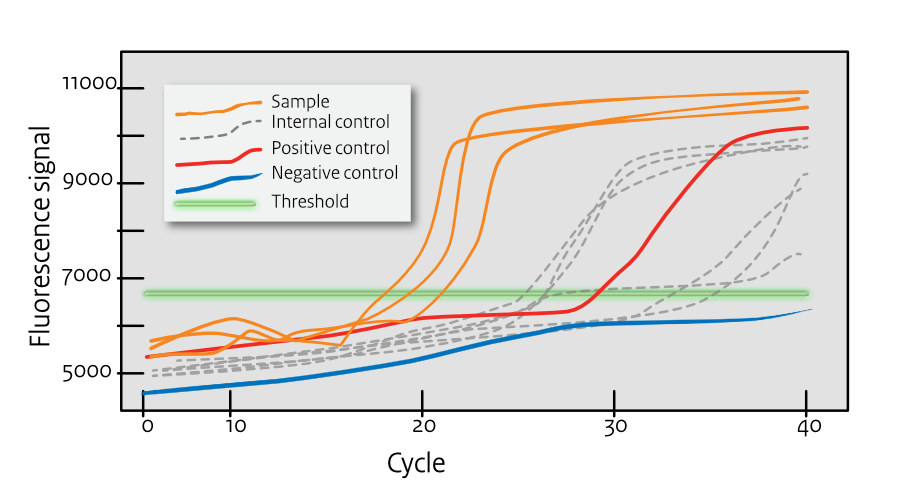 11000
9000
7000
5000
Fluorescence signal
Sample
Internal control
Positive control
Negative control
Threshold
0 10 20 30 40
Cycle